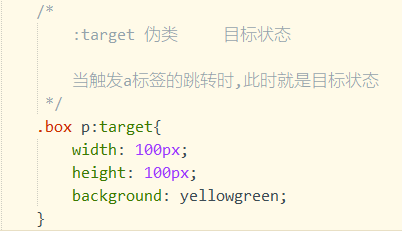 /*
:target 伪类 目标状态
当触发a标签的跳转时,此时就是目标状态
*/
.box p:target{
width: 100px;
height: 100px;
background: yellowgreen;
}